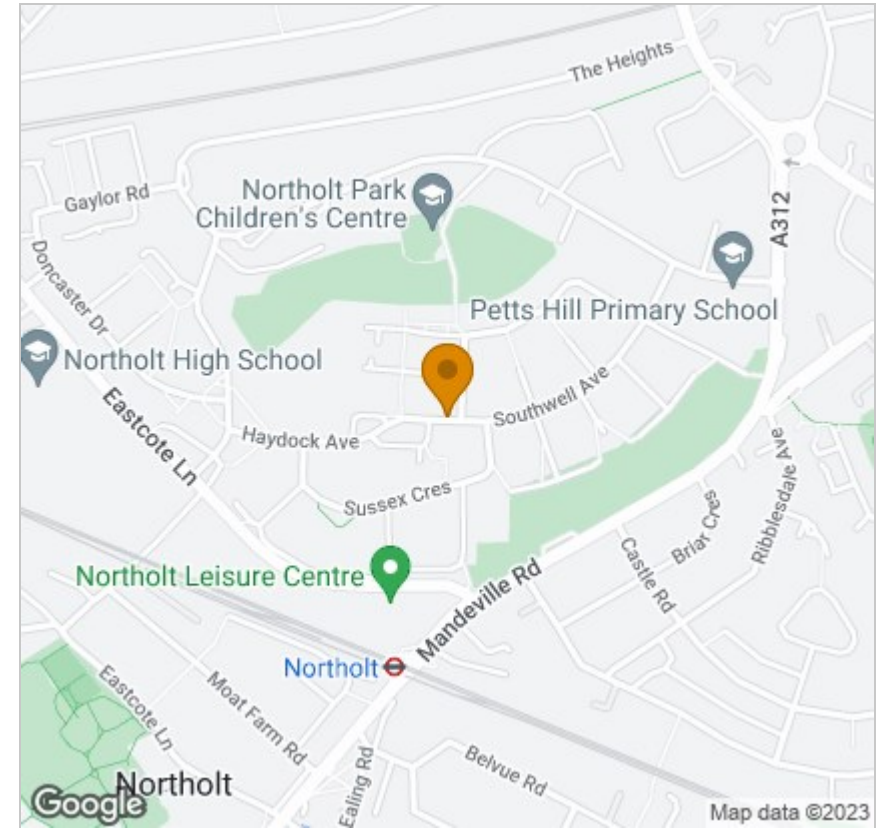 The Heights
Gaylor Rd
Northolt Park
Children's Centre
A312
Doncaster Dr
Petts Hill Primary School
Northolt High School
Eastcote Ln
Southwell Ave
Haydock Ave
Sussex Cres
Ribblesdale Ave
Briar Cres
Castle Rd
Northolt Leisure Centre
Mandeville Rd
Northolt
Eastcote Ln
Moat Farm Rd
Belvue Rd
Ealing Rd
Northolt
Google
Map data ©2023